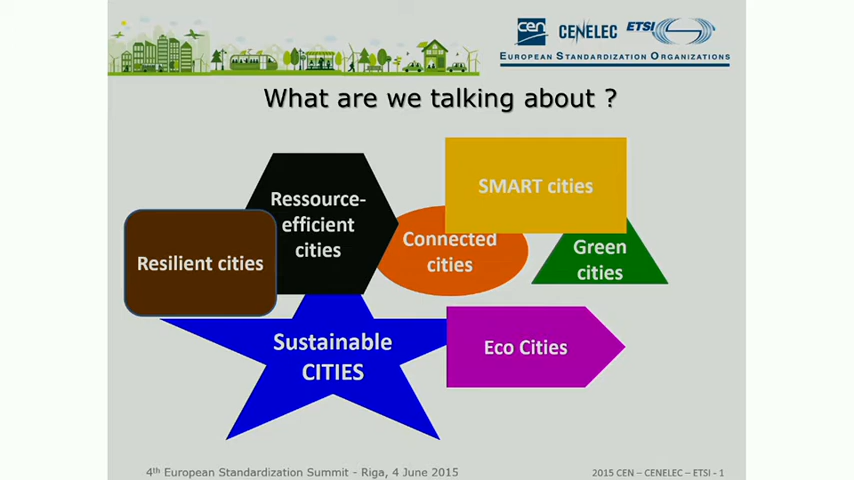 cen
CENELEC
ETSI
EUROPEAN STANDARDIZATION ORGANIZATIONS
What are we talking about ?
SMART cities
Ressource-
efficient
cities
Connected
cities
Green
cities
Resilient cities
Sustainable
CITIES
Eco Cities
4th European Standardization Summit - Riga, 4 June 2015
2015 CEN – CENELEC – ETSI - 1